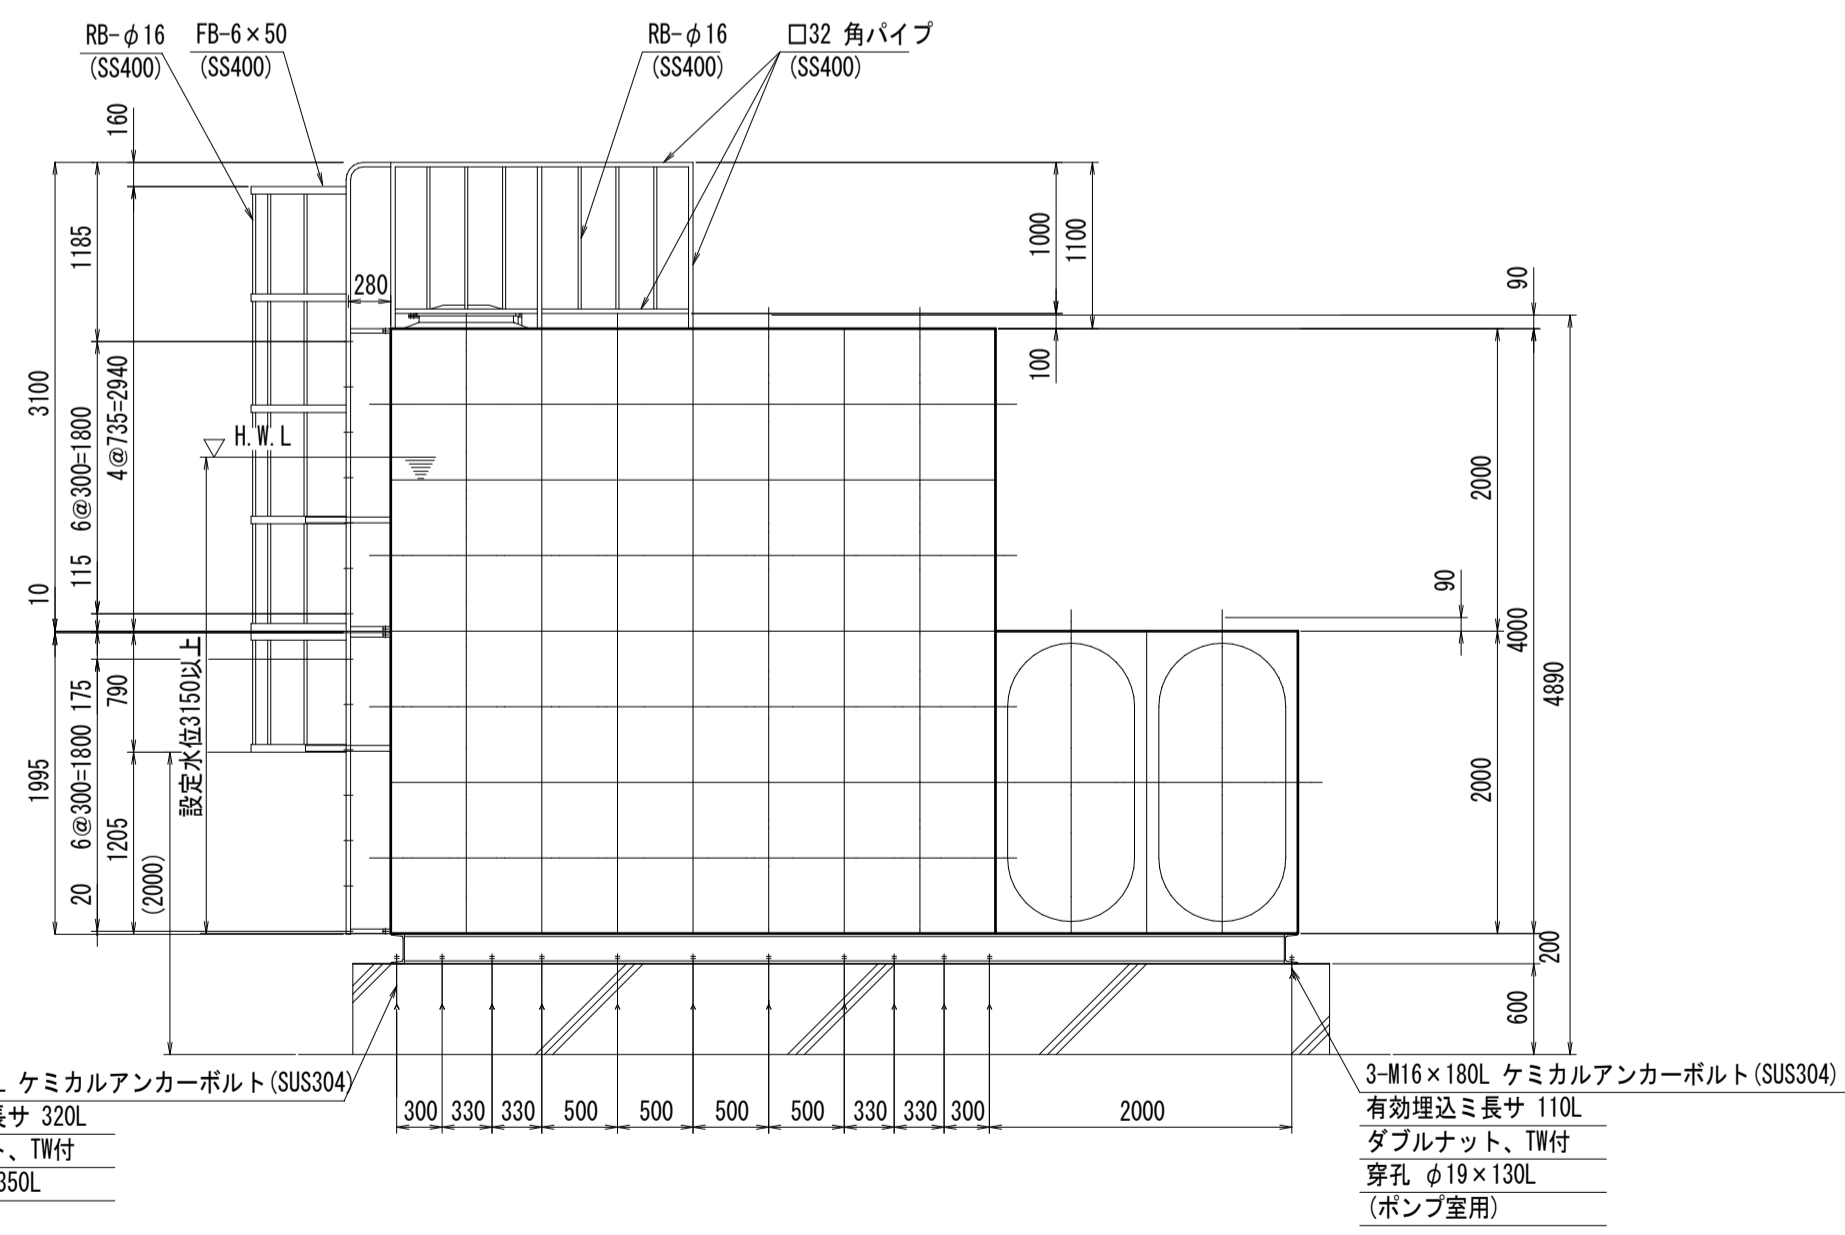 RB-φ16
(SS400)
FB-6×50
(SS400)
RB-φ16
(SS400)
口32 角パイプ
(SS400)
160
1185
280
1000
1100
90
100
3100
6@300=1800
4@735=2940
H.W.L
2000
10
115
90
4000
4890
設定水位3150以上
175
790
1995
6@300=1800
1205
2000
20
(2000)
200
600
L ケミカルアンカーボルト(SUS304)
長サ 320L
ト、TW付
350L
300
330
330
500
500
500
500
330
330
300
2000
3-M16×180L ケミカルアンカーボルト(SUS304)
有効埋込ミ長サ 110L
ダブルナット、TW付
穿孔 φ19×130L
(ポンプ室用)